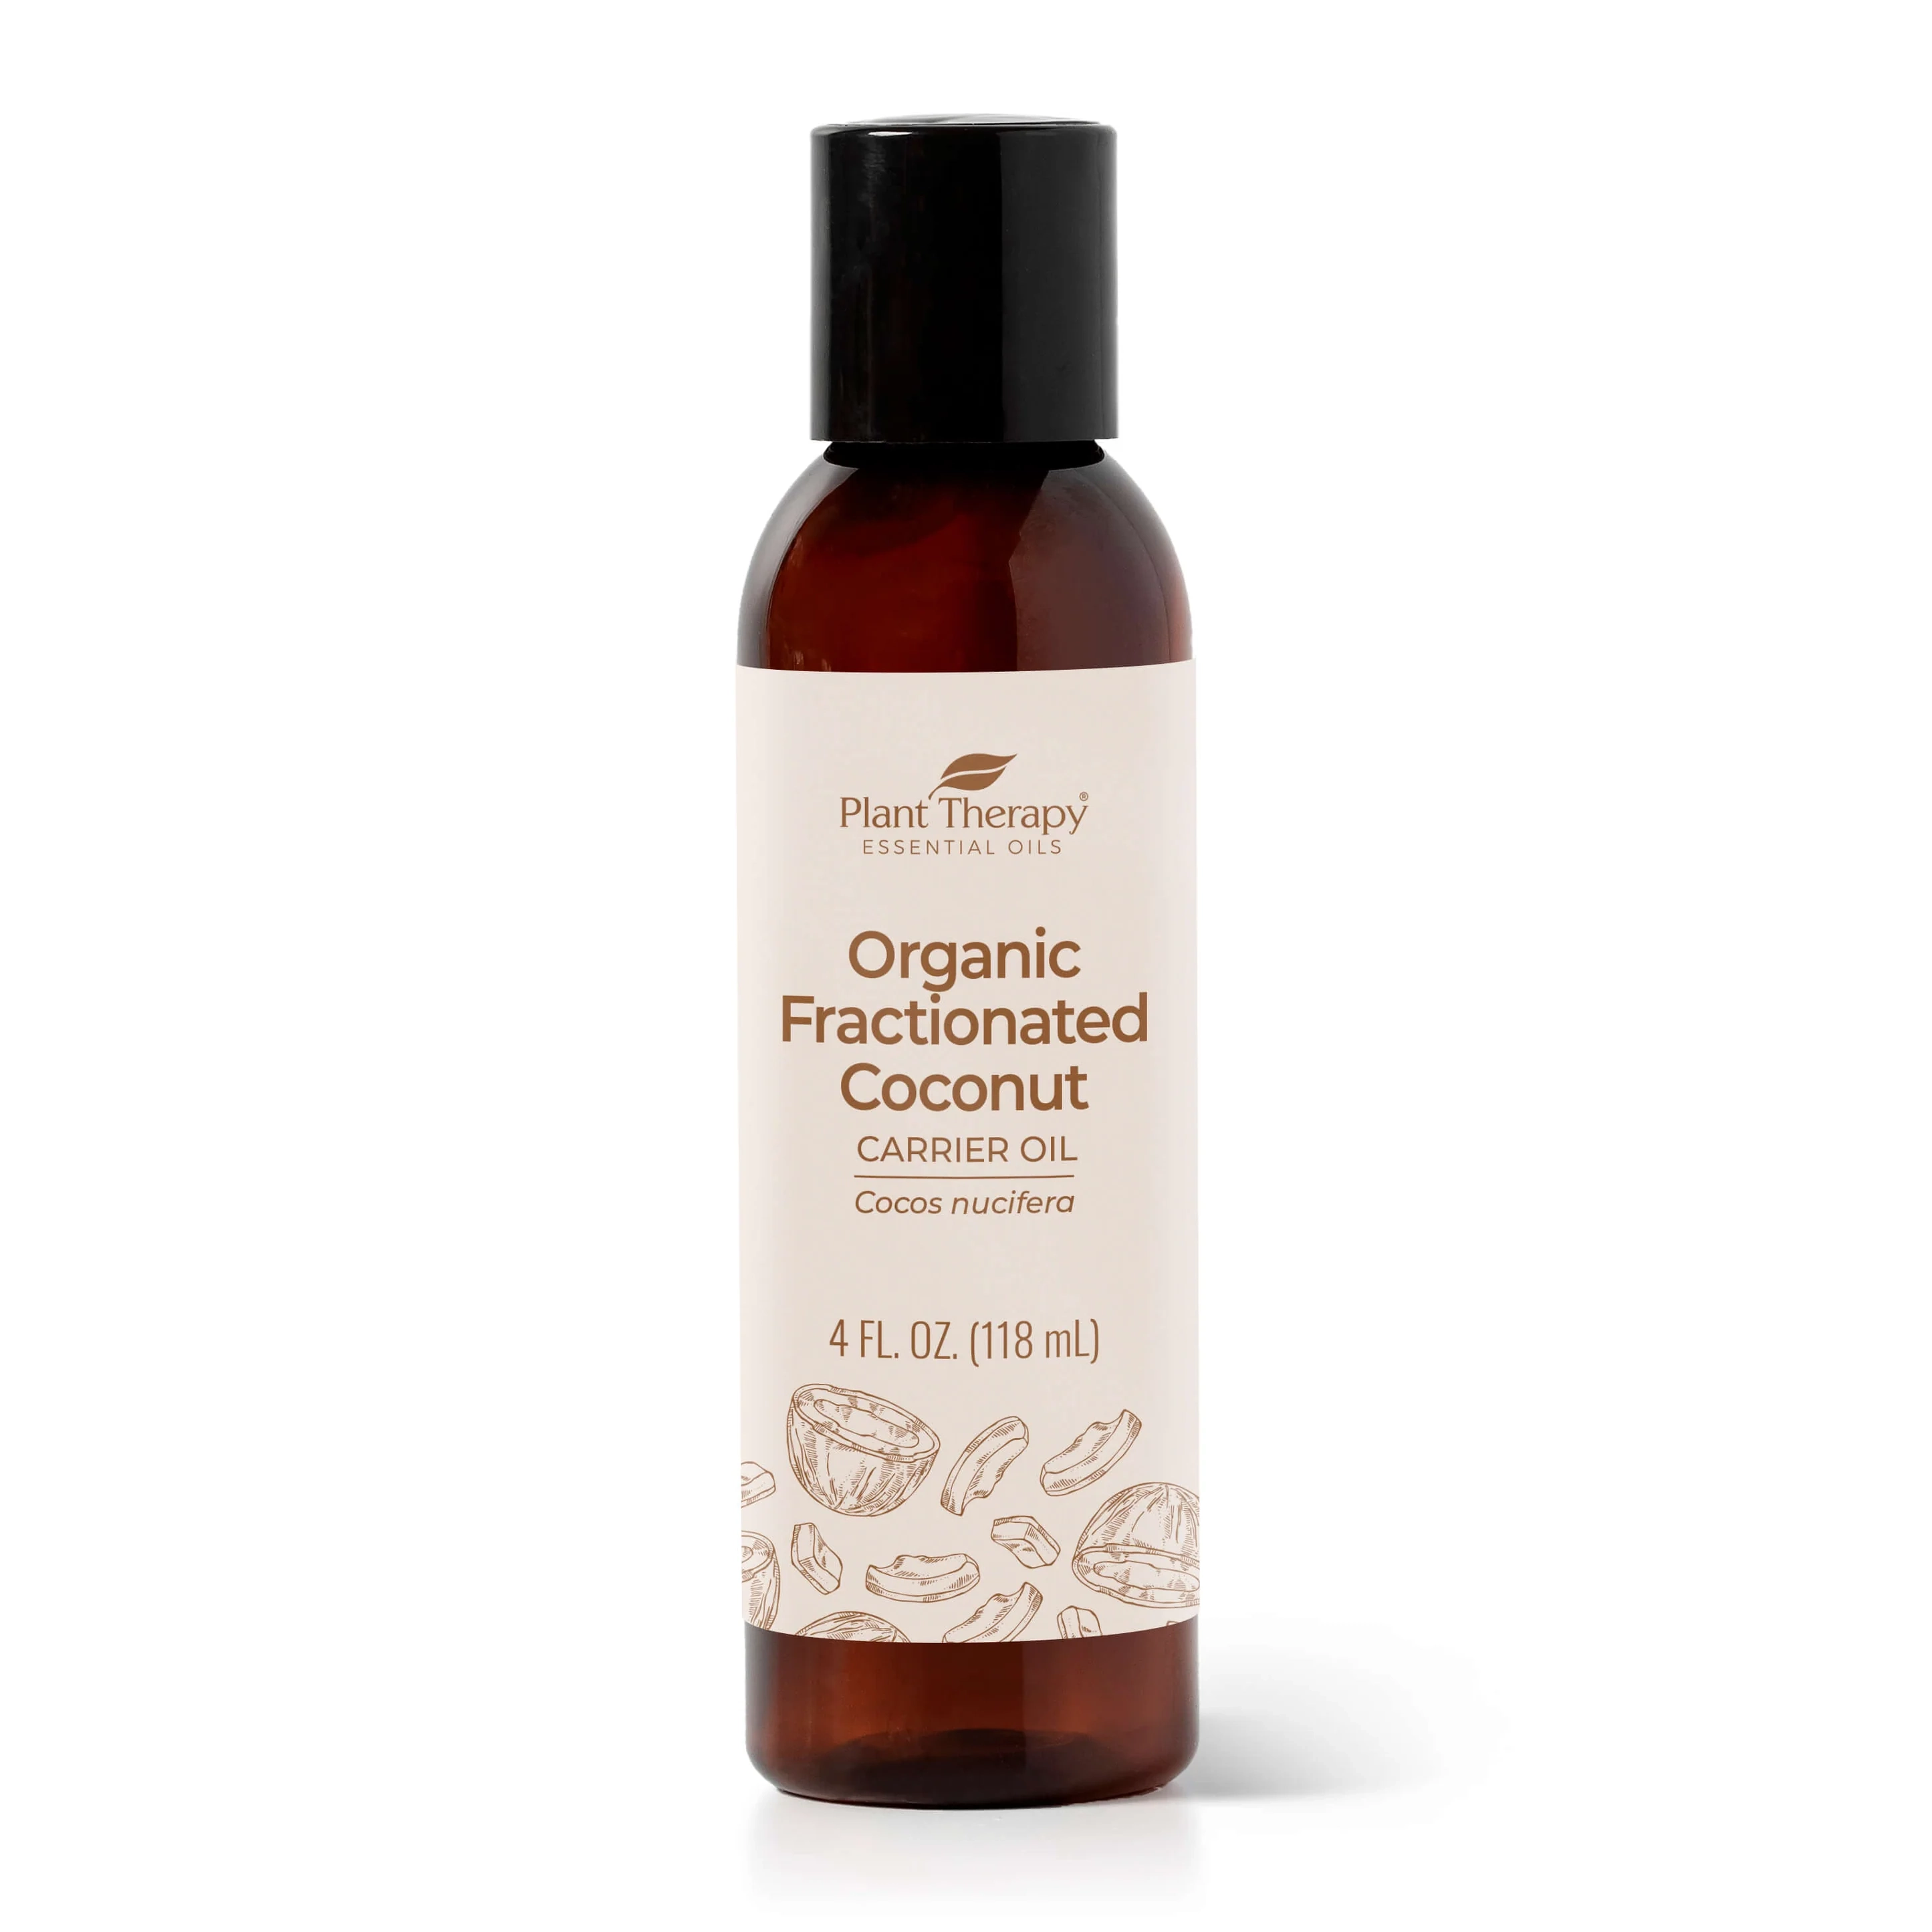 Plant Therapy®
ESSENTIAL OILS
Organic
Fractionated
Coconut
CARRIER OIL
Cocos nucifera
4 FL. OZ. (118 mL)